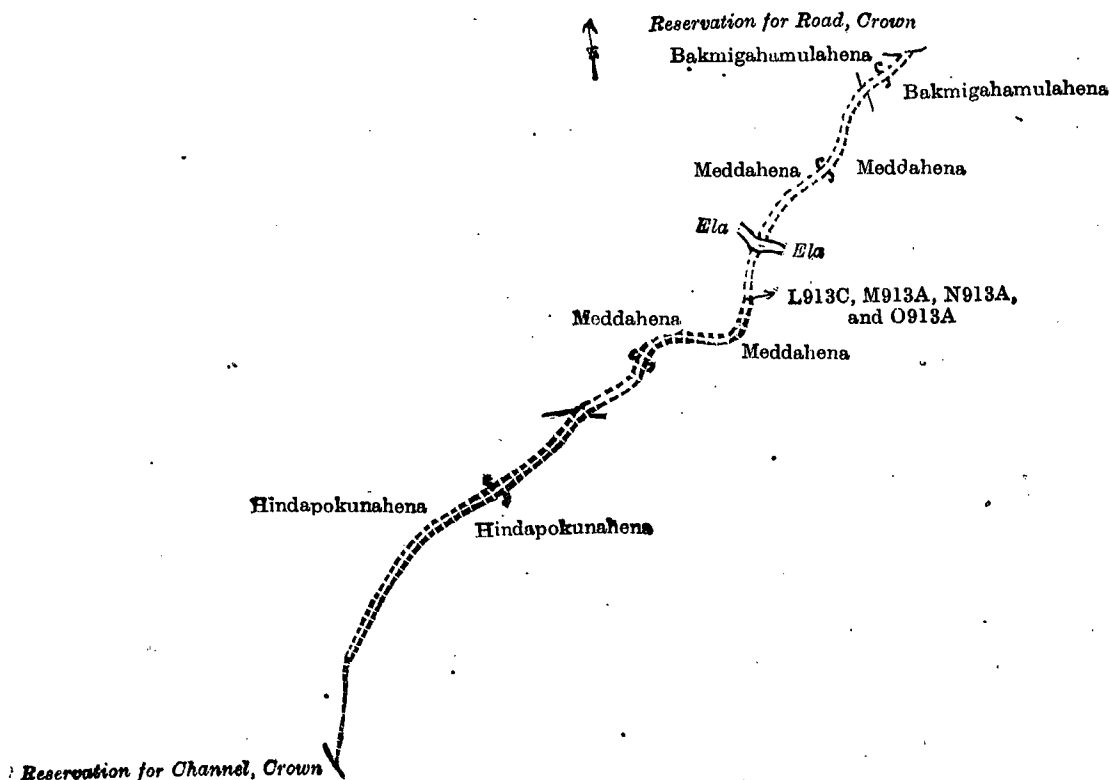 Reservation for Road, Crown
Bakmigahamulahena
Bakmigahamulahena
Meddahena
Meddahena
Ela
Ela
L913C, M913A, N913A,
and O913A
Meddahena
Meddahena
Hindapokunahena
Hindapokunahena
Reservation for Channel, Crown